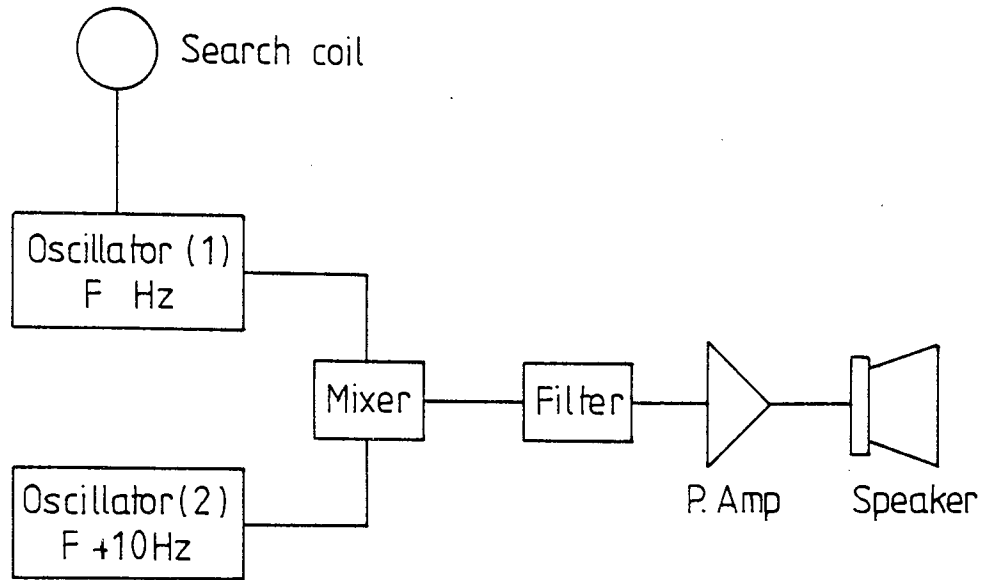 Search coil
Oscillator (1)
F Hz
Mixer
Filter
Oscillator (2)
F +10Hz
P. Amp
Speaker